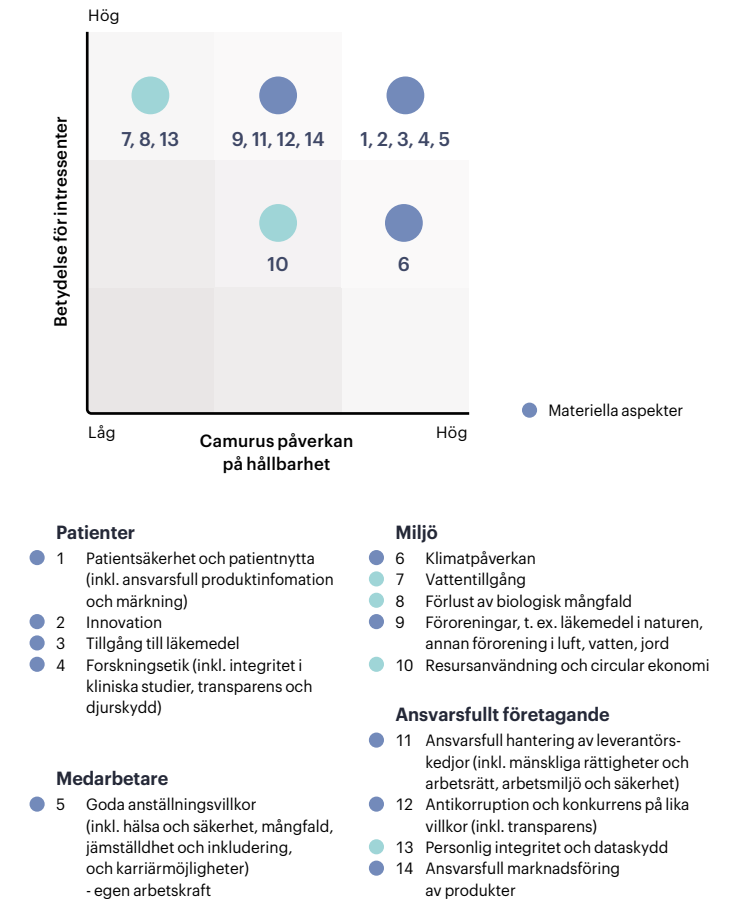 Hög
Betydelse för intressenter
7, 8, 13
9, 11, 12, 14
1, 2, 3, 4, 5
10
6
Låg
Camurus påverkan
på hållbarhet
Hög
Materiella aspekter
Patienter
1 Patientsäkerhet och patientnytta
(inkl. ansvarsfull produktinfomation
och märkning)
2 Innovation
3 Tillgång till läkemedel
4 Forskningsetik (inkl. integritet i
kliniska studier, transparens och
djurskydd)
Medarbetare
5 Goda anställningsvillkor
(inkl. hälsa och säkerhet, mångfald,
jämställdhet och inkludering,
och karriärmöjligheter)
- egen arbetskraft
Miljö
6 Klimatpåverkan
7 Vattentillgång
8 Förlust av biologisk mångfald
9 Föroreningar, t. ex. läkemedel i naturen,
annan förorening i luft, vatten, jord
10 Resursanvändning och circular ekonomi
Ansvarsfullt företagande
11 Ansvarsfull hantering av leverantörs-
kedjor (inkl. mänskliga rättigheter och
arbetsrätt, arbetsmiljö och säkerhet)
12 Antikorruption och konkurrens på lika
villkor (inkl. transparens)
13 Personlig integritet och dataskydd
14 Ansvarsfull marknadsföring
av produkter